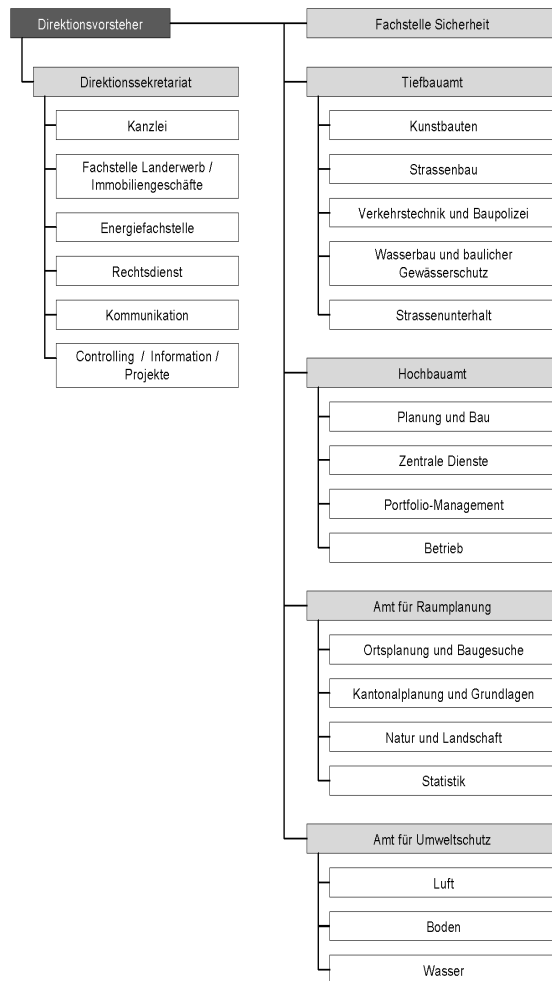 Direktionsvorsteher
Direktionssekretariat
Kanzlei
Fachstelle Landerwerb /
Immobiliengeschäfte
Energiefachstelle
Rechtsdienst
Kommunikation
Controlling / Information /
Projekte
Fachstelle Sicherheit
Tiefbauamt
Kunstbauten
Strassenbau
Verkehrstechnik und Baupolizei
Wasserbau und baulicher
Gewässerschutz
Strassenunterhalt
Hochbauamt
Planung und Bau
Zentrale Dienste
Portfolio-Management
Betrieb
Amt für Raumplanung
Ortsplanung und Baugesuche
Kantonalplanung und Grundlagen
Natur und Landschaft
Statistik
Amt für Umweltschutz
Luft
Boden
Wasser